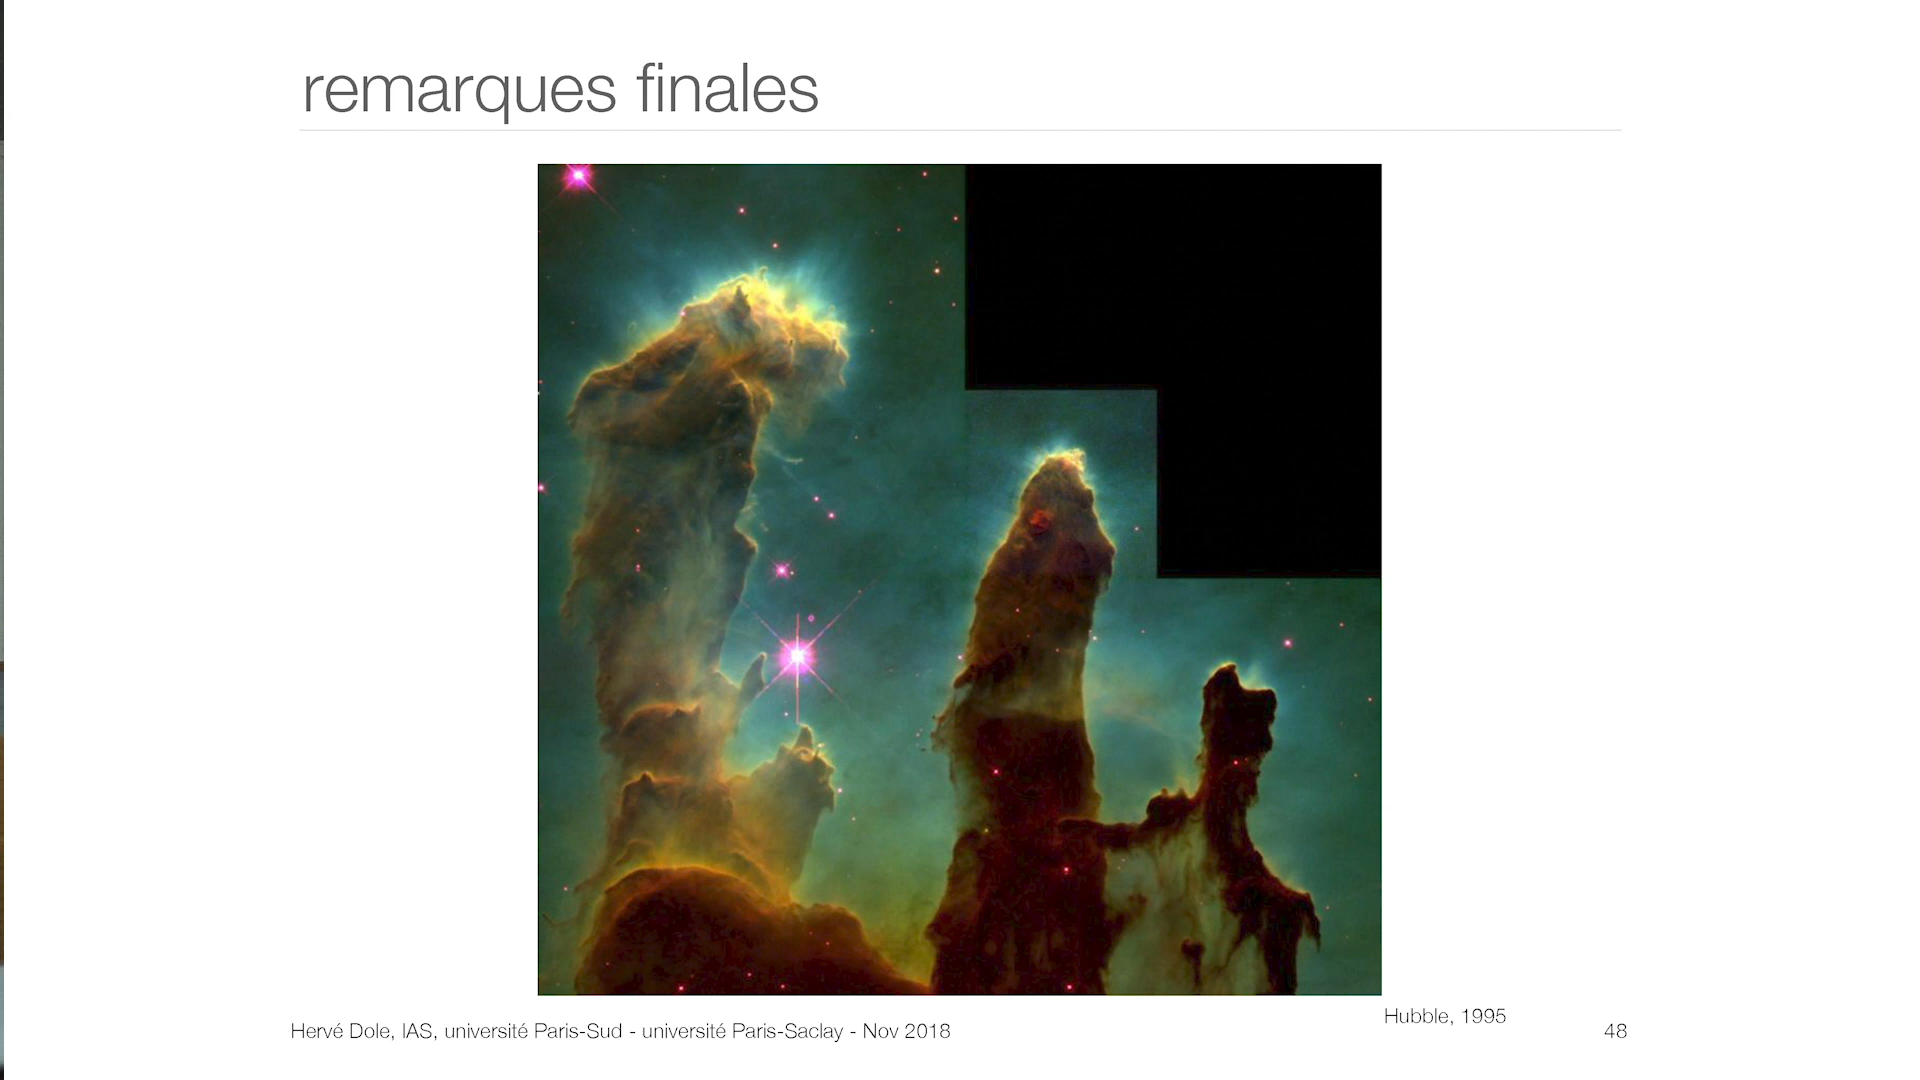 remarques finales
Hubble, 1995
Hervé Dole, IAS, université Paris-Sud - université Paris-Saclay - Nov 2018
48